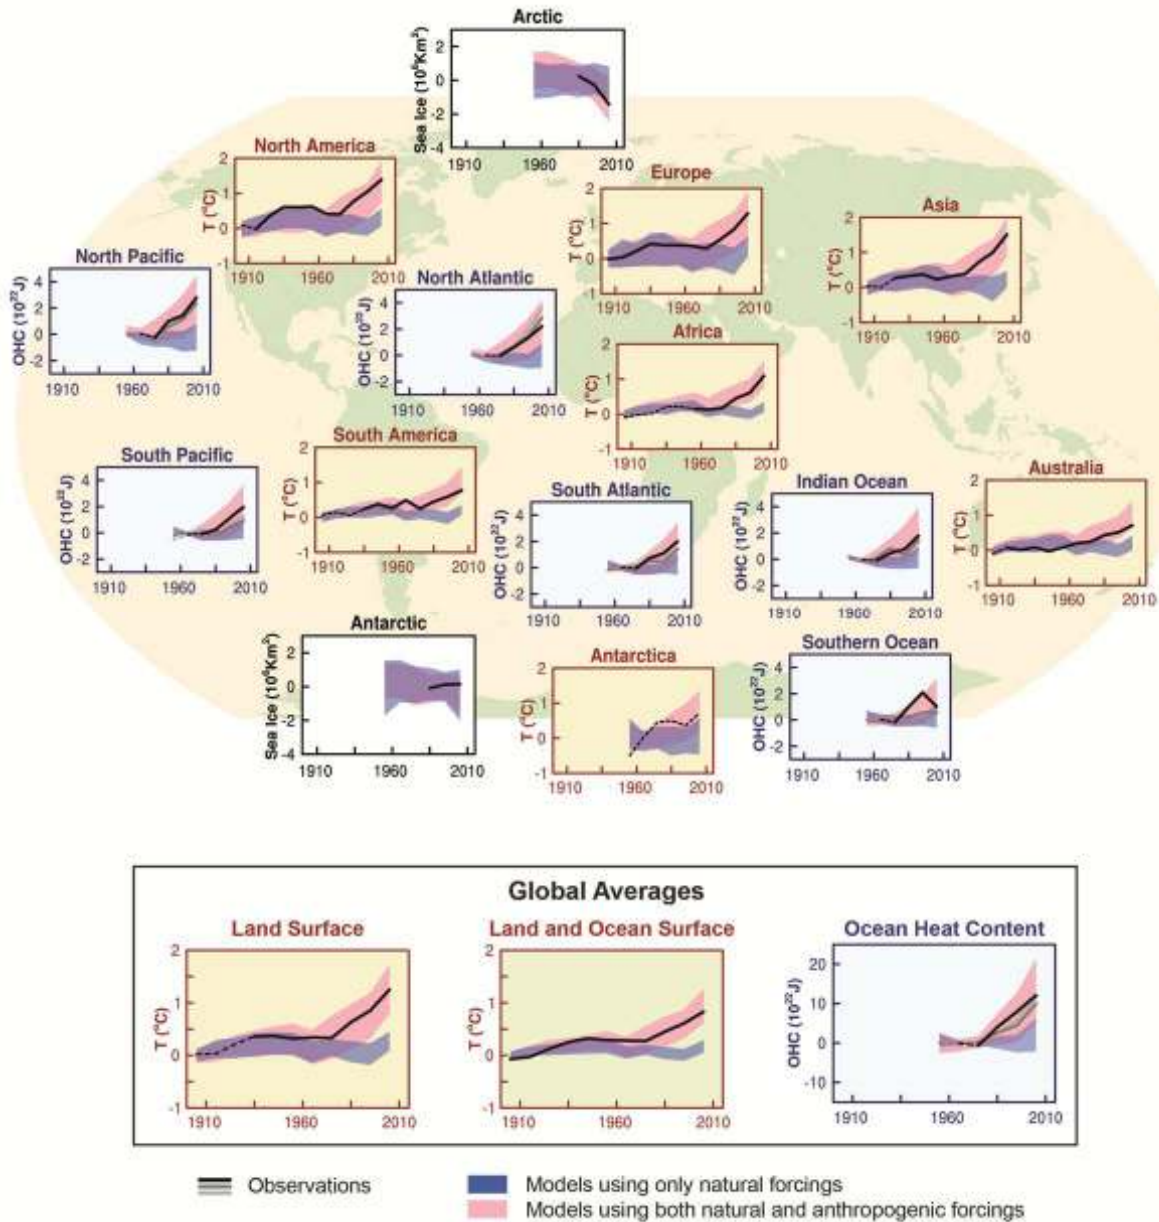 Arctic
Sea Ice (10⁶Km²)
2
0
-2
-4
1910 1960 2010
North America
T (°C)
2
1
0
-1
1910 1960 2010
Europe
T (°C)
2
1
0
-1
1910 1960 2010
Asia
T (°C)
2
1
0
-1
1910 1960 2010
North Pacific
OHC (10²²J)
4
2
0
-2
1910 1960 2010
North Atlantic
OHC (10²²J)
4
2
0
-2
1910 1960 2010
Africa
T (°C)
2
1
0
-1
1910 1960 2010
South Pacific
OHC (10²²J)
4
2
0
-2
1910 1960 2010
South America
T (°C)
2
1
0
-1
1910 1960 2010
South Atlantic
OHC (10²²J)
4
2
0
-2
1910 1960 2010
Indian Ocean
OHC (10²²J)
4
2
0
-2
1910 1960 2010
Australia
T (°C)
2
1
0
-1
1910 1960 2010
Antarctic
Sea Ice (10⁶Km²)
2
0
-2
-4
1910 1960 2010
Antarctica
T (°C)
2
1
0
-1
1910 1960 2010
Southern Ocean
OHC (10²²J)
4
2
0
-2
1910 1960 2010
Global Averages
Land Surface
T (°C)
2
1
0
-1
1910 1960 2010
Land and Ocean Surface
T (°C)
2
1
0
-1
1910 1960 2010
Ocean Heat Content
OHC (10²²J)
20
10
0
-10
1910 1960 2010
Observations
Models using only natural forcings
Models using both natural and anthropogenic forcings